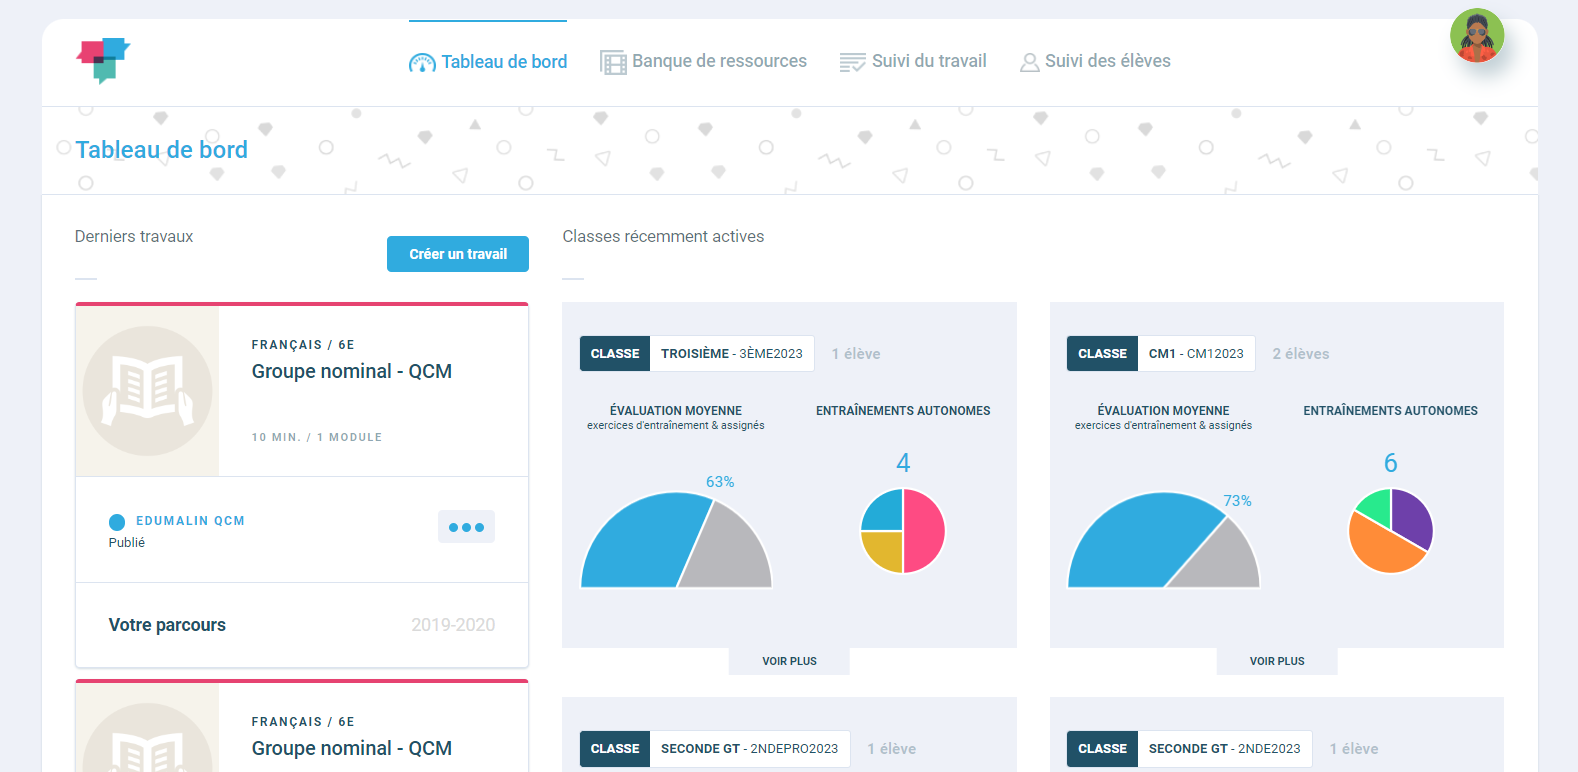 Tableau de bord
Banque de ressources
Suivi du travail
Suivi des élèves
Tableau de bord
Derniers travaux
Créer un travail
FRANÇAIS / 6E
Groupe nominal - QCM
10 MIN. / 1 MODULE
EDUMALIN QCM
Publié
Votre parcours
2019-2020
FRANÇAIS / 6E
Groupe nominal - QCM
Classes récemment actives
CLASSE TROISIÈME - 3ÈME2023 1 élève
ÉVALUATION MOYENNE
exercices d'entraînement & assignés
63%
ENTRAÎNEMENTS AUTONOMES
4
VOIR PLUS
CLASSE CM1 - CM12023 2 élèves
ÉVALUATION MOYENNE
exercices d'entraînement & assignés
73%
ENTRAÎNEMENTS AUTONOMES
6
VOIR PLUS
CLASSE SECONDE GT - 2NDEPRO2023 1 élève
CLASSE SECONDE GT - 2NDE2023 1 élève